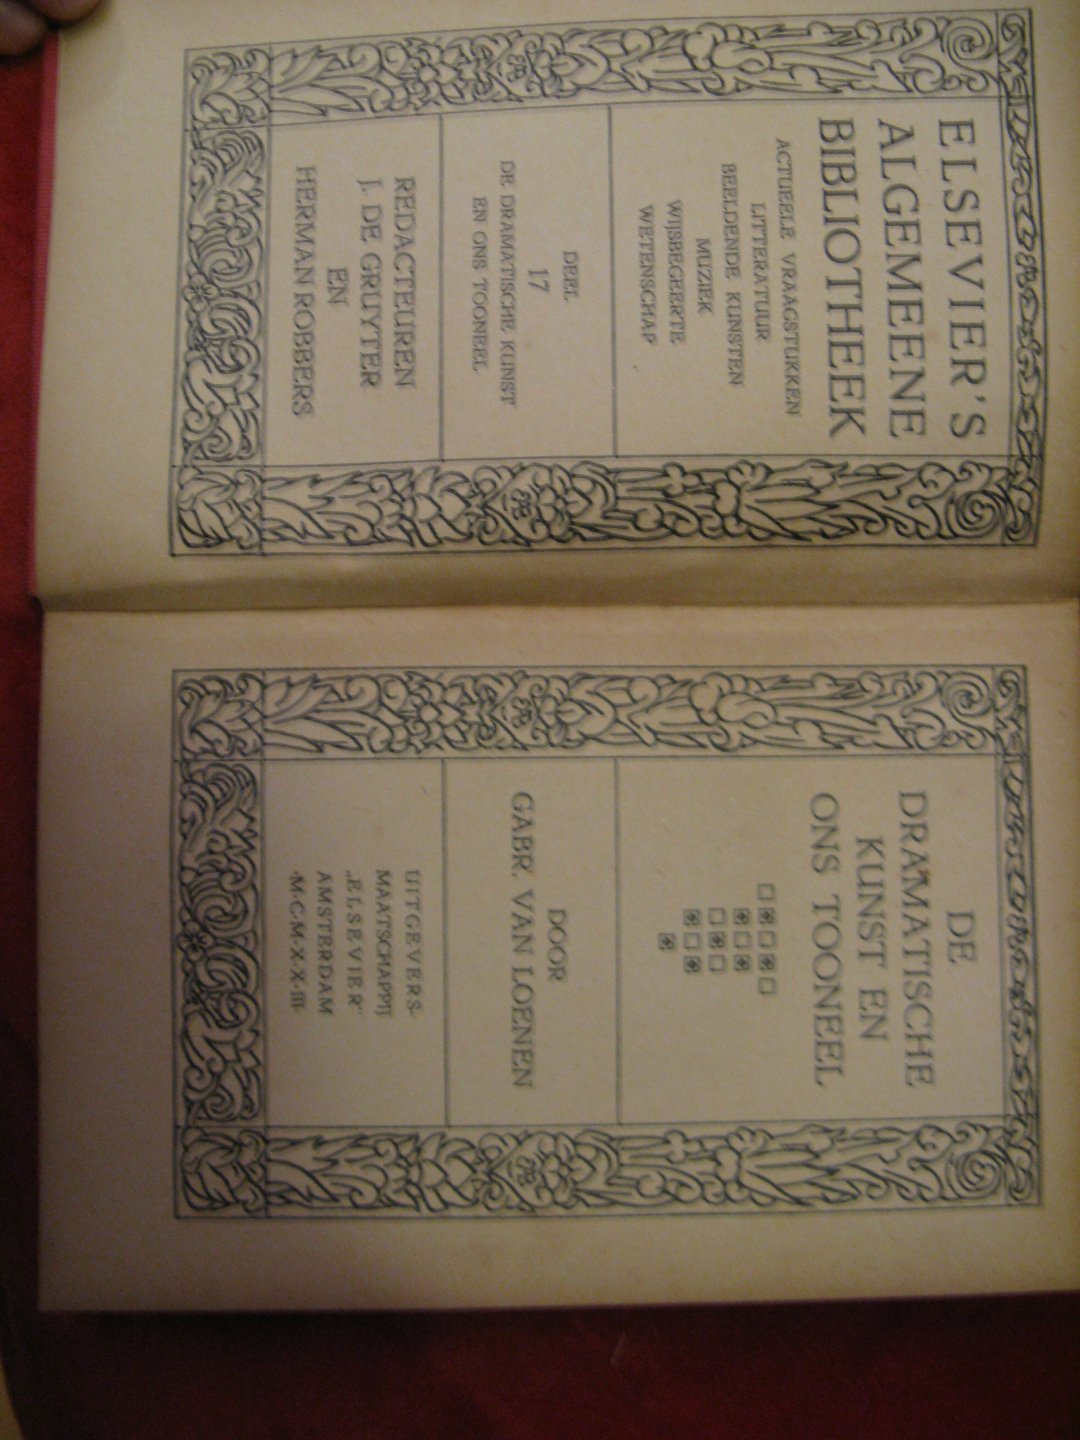 ELSEVIER'S
ALGEMEENE
BIBLIOTHEEK
ACTUEELE VRAAGSTUKKEN
LITTERATUUR
BEELDENDE KUNSTEN
MUZIEK
WIJSBEGEERTE
WETENSCHAP
DEEL
17
DE DRAMATISCHE KUNST
EN ONS TOONEEL
REDACTEUREN
J. DE GRUYTER
EN
HERMAN ROBBERS
DE
DRAMATISCHE
KUNST EN
ONS TOONEEL
DOOR
GABR. VAN LOENEN
UITGEVERS-
MAATSCHAPPIJ
„ELSEVIER”
AMSTERDAM
·M·C·M·X·X·III·